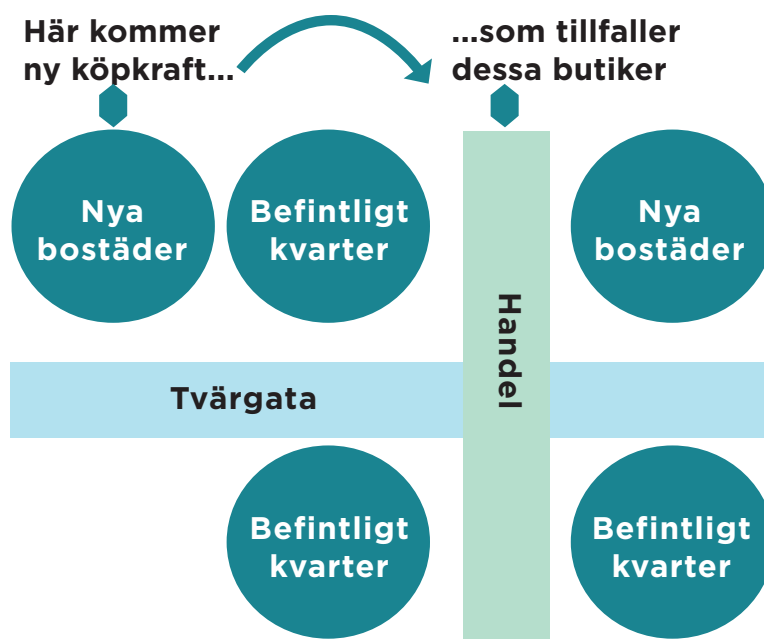 Här kommer
ny köpkraft...
...som tillfaller
dessa butiker
Nya
bostäder
Befintligt
kvarter
Nya
bostäder
Handel
Tvärgata
Befintligt
kvarter
Befintligt
kvarter